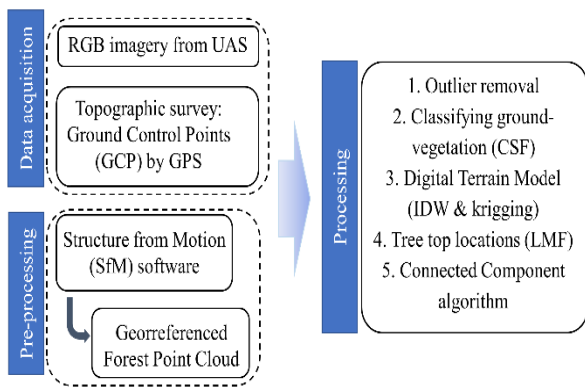 Data acquisition
RGB imagery from UAS
Topographic survey:
Ground Control Points
(GCP) by GPS
Pre-processing
Structure from Motion
(SfM) software
Georreferenced
Forest Point Cloud
Processing
1. Outlier removal
2. Classifying ground-
vegetation (CSF)
3. Digital Terrain Model
(IDW & krigging)
4. Tree top locations (LMF)
5. Connected Component
algorithm